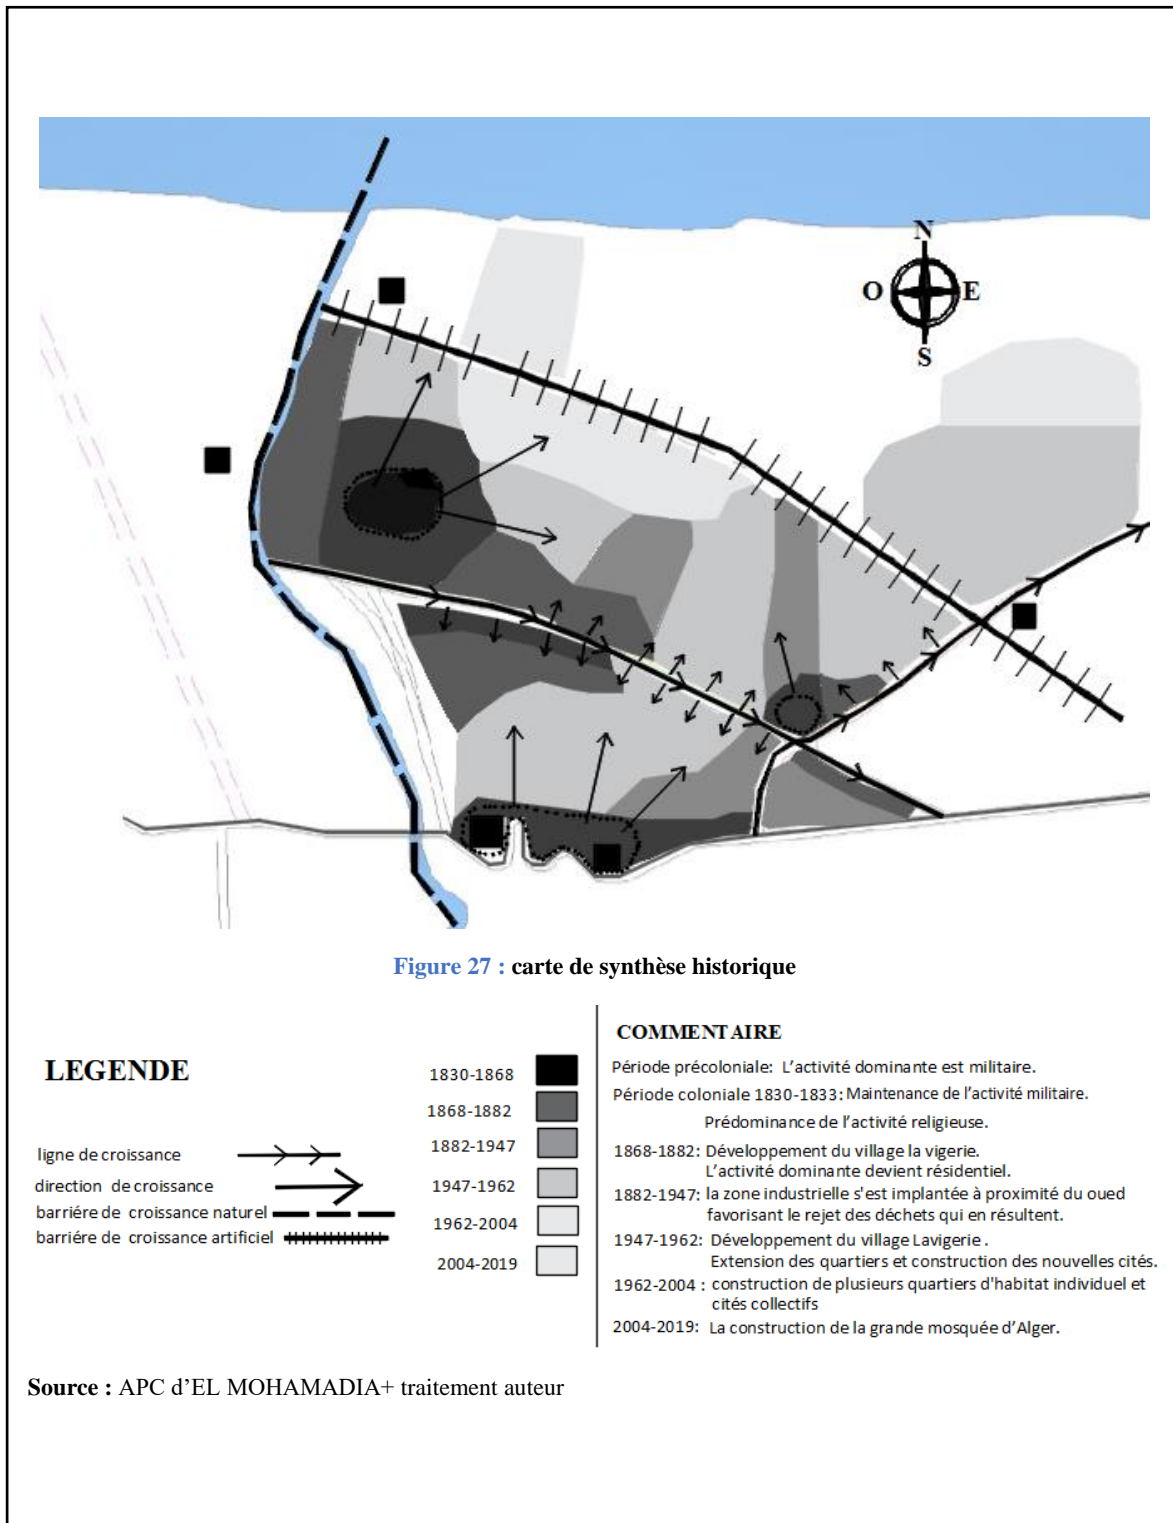 N
O E
S
Figure 27 : carte de synthèse historique
LEGENDE
ligne de croissance
direction de croissance
barriére de croissance naturel
barriére de croissance artificiel
1830-1868
1868-1882
1882-1947
1947-1962
1962-2004
2004-2019
COMMENTAIRE
Période précoloniale: L’activité dominante est militaire.
Période coloniale 1830-1833: Maintenance de l’activité militaire.
Prédominance de l’activité religieuse.
1868-1882: Développement du village la vigerie.
L’activité dominante devient résidentiel.
1882-1947: la zone industrielle s'est implantée à proximité du oued
favorisant le rejet des déchets qui en résultent.
1947-1962: Développement du village Lavigerie .
Extension des quartiers et construction des nouvelles cités.
1962-2004 : construction de plusieurs quartiers d'habitat individuel et
cités collectifs
2004-2019: La construction de la grande mosquée d’Alger.
Source : APC d’EL MOHAMADIA+ traitement auteur